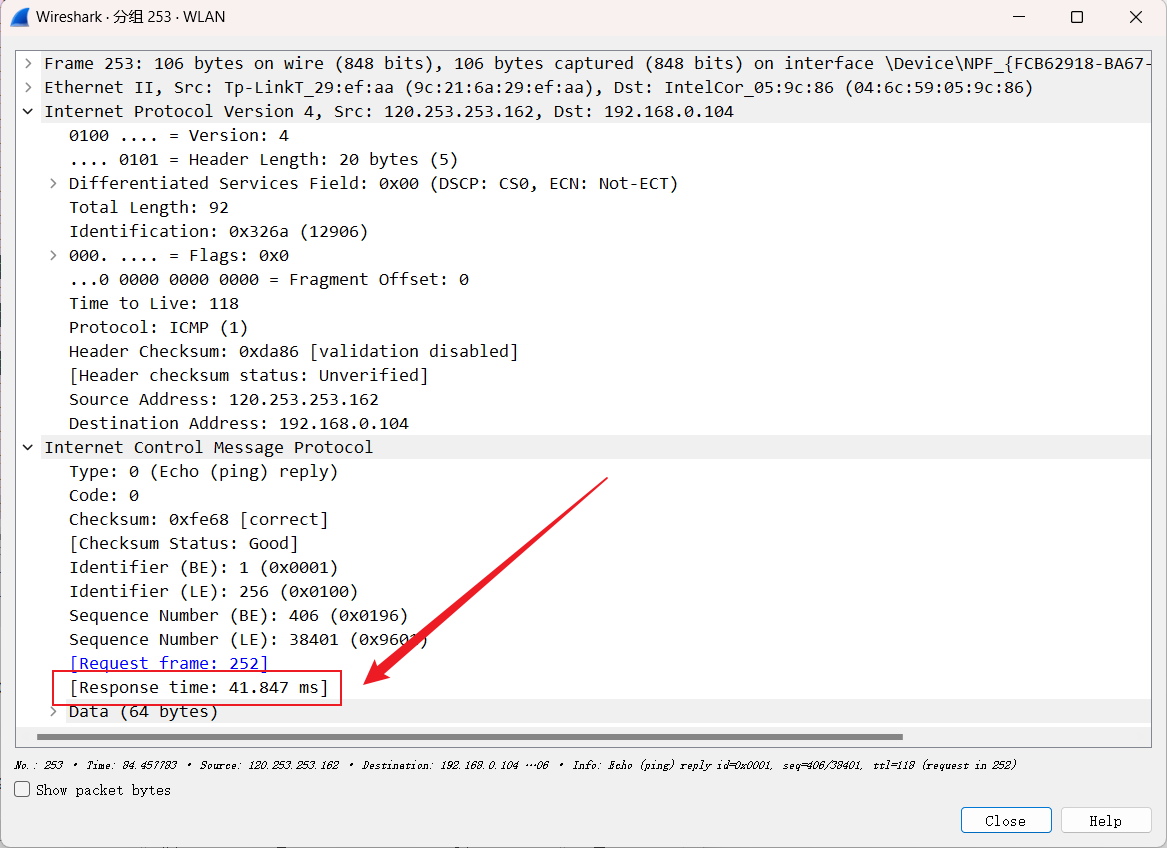 Wireshark · 分组 253 · WLAN
Frame 253: 106 bytes on wire (848 bits), 106 bytes captured (848 bits) on interface \Device\NPF_{FCB62918-BA67-
Ethernet II, Src: Tp-LinkT_29:ef:aa (9c:21:6a:29:ef:aa), Dst: IntelCor_05:9c:86 (04:6c:59:05:9c:86)
Internet Protocol Version 4, Src: 120.253.253.162, Dst: 192.168.0.104
0100 .... = Version: 4
.... 0101 = Header Length: 20 bytes (5)
Differentiated Services Field: 0x00 (DSCP: CS0, ECN: Not-ECT)
Total Length: 92
Identification: 0x326a (12906)
000. .... = Flags: 0x0
...0 0000 0000 0000 = Fragment Offset: 0
Time to Live: 118
Protocol: ICMP (1)
Header Checksum: 0xda86 [validation disabled]
[Header checksum status: Unverified]
Source Address: 120.253.253.162
Destination Address: 192.168.0.104
Internet Control Message Protocol
Type: 0 (Echo (ping) reply)
Code: 0
Checksum: 0xfe68 [correct]
[Checksum Status: Good]
Identifier (BE): 1 (0x0001)
Identifier (LE): 256 (0x0100)
Sequence Number (BE): 406 (0x0196)
Sequence Number (LE): 38401 (0x9601)
[Request frame: 252]
[Response time: 41.847 ms]
Data (64 bytes)
No.: 253 · Time: 84.457783 · Source: 120.253.253.162 · Destination: 192.168.0.104 ···06 · Info: Echo (ping) reply id=0x0001, seq=406/38401, ttl=118 (request in 252)
Show packet bytes
Close
Help